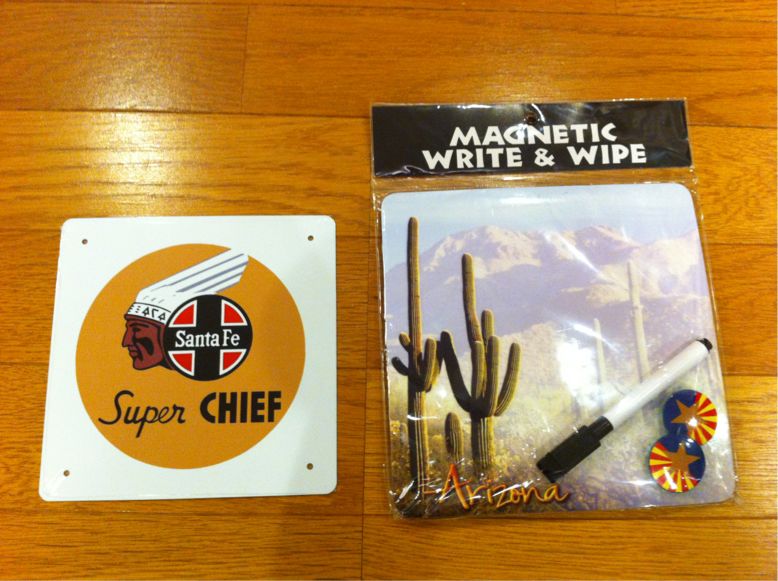 Santa Fe
Super CHIEF
MAGNETIC
WRITE & WIPE
Arizona